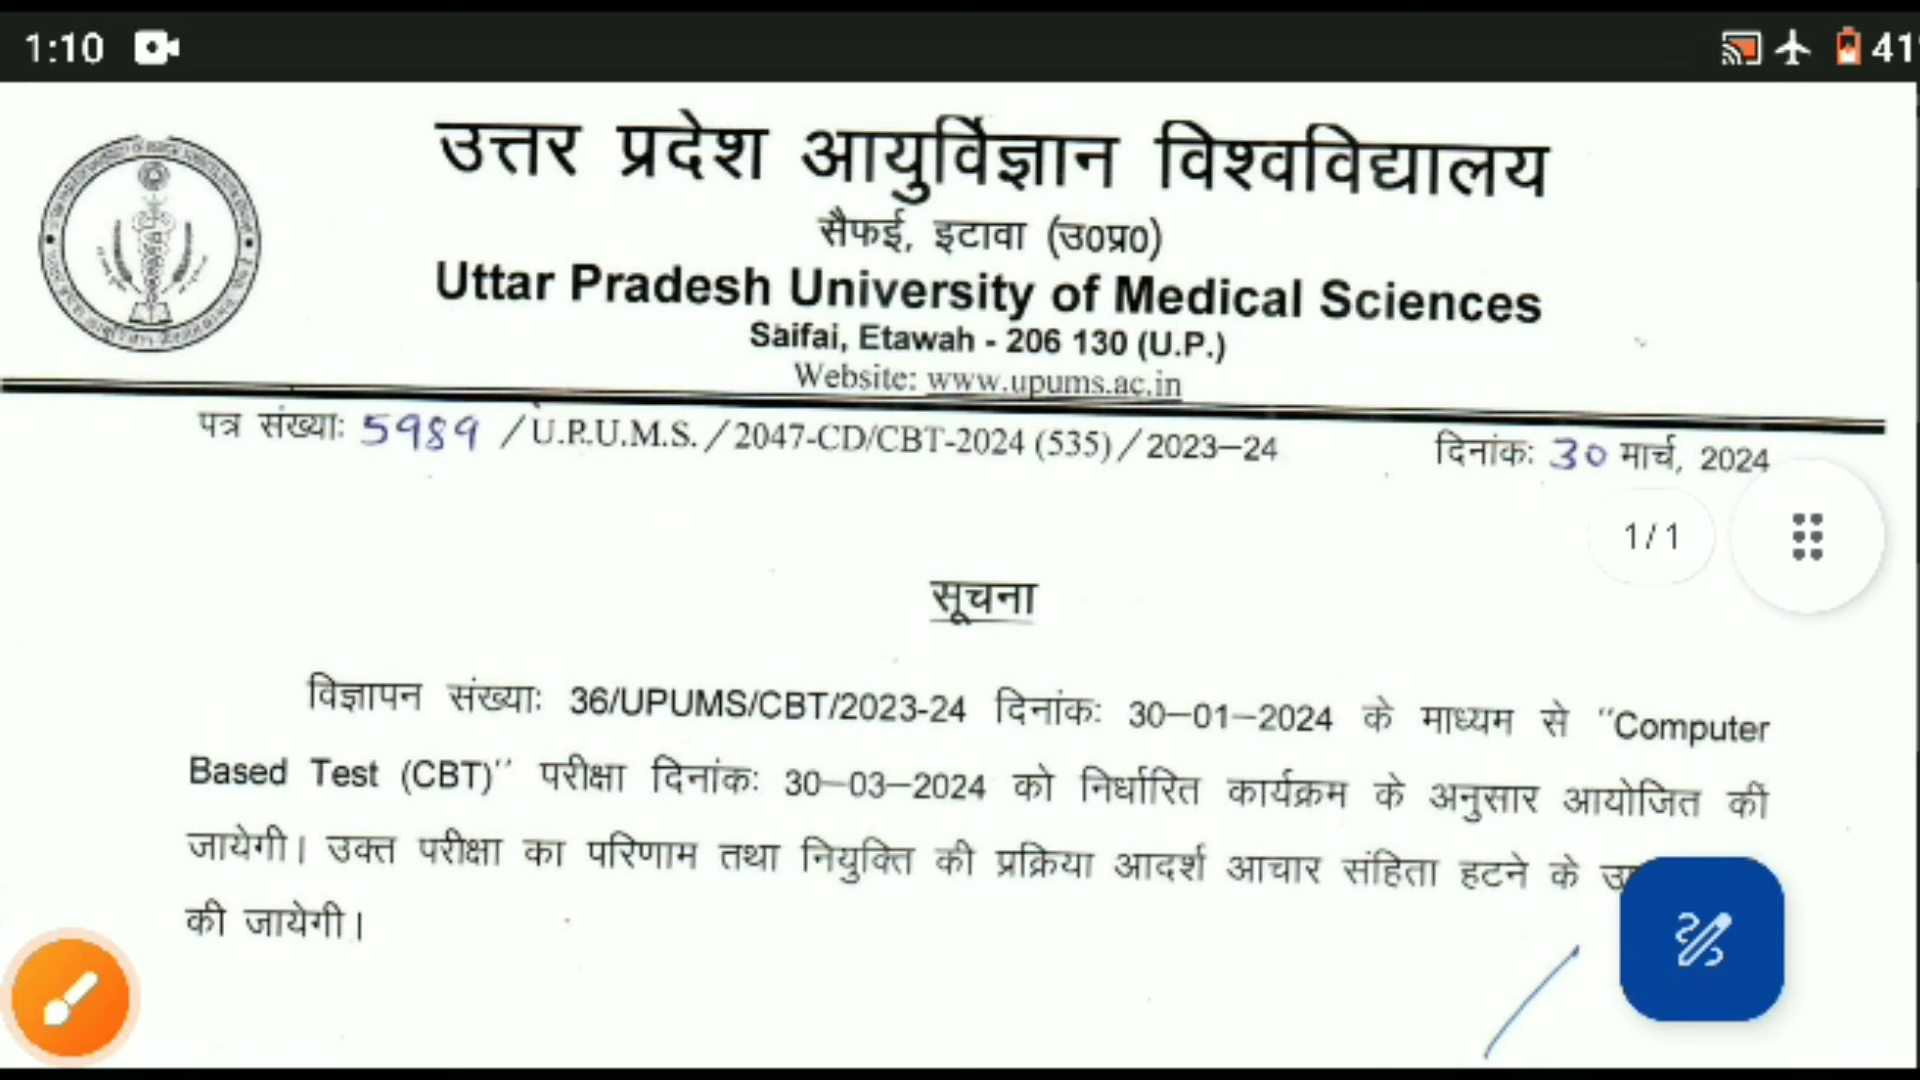 1:10
41
उत्तर प्रदेश आयुर्विज्ञान विश्वविद्यालय
सैफई, इटावा (उ0प्र0)
Uttar Pradesh University of Medical Sciences
Saifai, Etawah - 206 130 (U.P.)
Website: www.upums.ac.in
पत्र संख्याः 5989 /U.P.U.M.S./2047-CD/CBT-2024 (535)/2023–24 दिनांकः 30 मार्च, 2024
1/1
सूचना
विज्ञापन संख्याः 36/UPUMS/CBT/2023-24 दिनांकः 30–01–2024 के माध्यम से "Computer
Based Test (CBT)" परीक्षा दिनांकः 30–03–2024 को निर्धारित कार्यक्रम के अनुसार आयोजित की
जायेगी। उक्त परीक्षा का परिणाम तथा नियुक्ति की प्रक्रिया आदर्श आचार संहिता हटने के
की जायेगी।